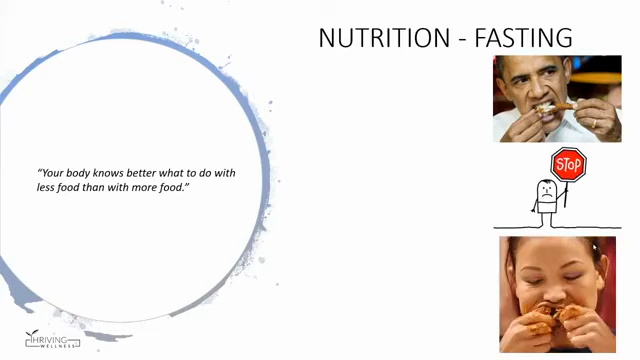 NUTRITION - FASTING
STOP
“Your body knows better what to do with
less food than with more food.”
THRIVING
WELLNESS